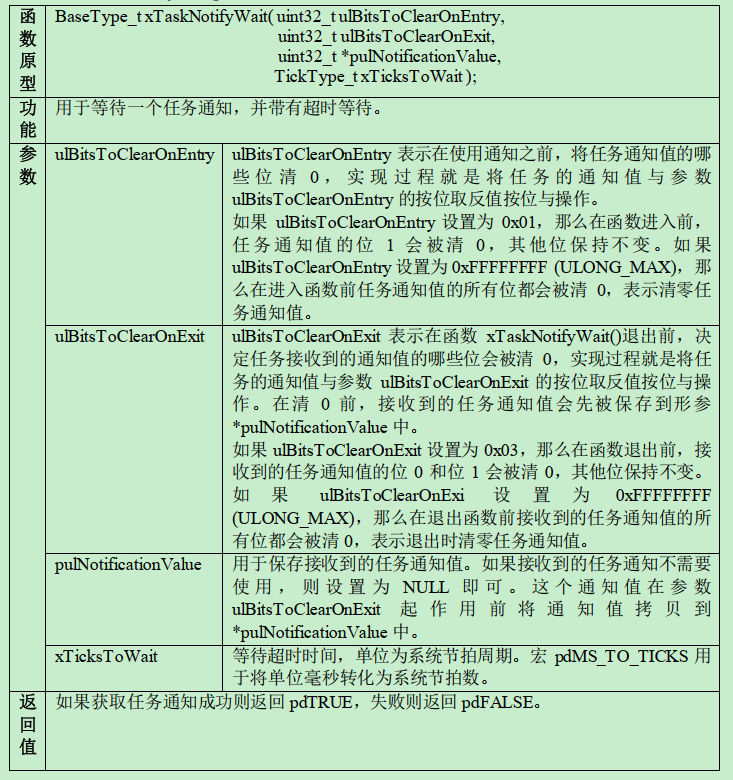 函数原型
BaseType_t xTaskNotifyWait( uint32_t ulBitsToClearOnEntry,
uint32_t ulBitsToClearOnExit,
uint32_t *pulNotificationValue,
TickType_t xTicksToWait );
功能
用于等待一个任务通知，并带有超时等待。
参数
ulBitsToClearOnEntry
ulBitsToClearOnEntry 表示在使用通知之前，将任务通知值的哪
些位清 0，实现过程就是将任务的通知值与参数
ulBitsToClearOnEntry 的按位取反值按位与操作。
如果 ulBitsToClearOnEntry 设置为 0x01，那么在函数进入前，
任务通知值的位 1 会被清 0，其他位保持不变。如果
ulBitsToClearOnEntry 设置为 0xFFFFFFFF (ULONG_MAX)，那
么在进入函数前任务通知值的所有位都会被清 0，表示清零任
务通知值。
ulBitsToClearOnExit
ulBitsToClearOnExit 表示在函数 xTaskNotifyWait()退出前，决
定任务接收到的通知值的哪些位会被清 0，实现过程就是将任
务的通知值与参数 ulBitsToClearOnExit 的按位取反值按位与操
作。在清 0 前，接收到的任务通知值会先被保存到形参
*pulNotificationValue 中。
如果 ulBitsToClearOnExit 设置为 0x03，那么在函数退出前，接
收到的任务通知值的位 0 和位 1 会被清 0，其他位保持不变。
如果 ulBitsToClearOnExi 设置为 0xFFFFFFFF
(ULONG_MAX)，那么在退出函数前接收到的任务通知值的所
有位都会被清 0，表示退出时清零任务通知值。
pulNotificationValue
用于保存接收到的任务通知值。如果接收到的任务通知不需要
使用，则设置为 NULL 即可。这个通知值在参数
ulBitsToClearOnExit 起作用前将通知值拷贝到
*pulNotificationValue 中。
xTicksToWait
等待超时时间，单位为系统节拍周期。宏 pdMS_TO_TICKS 用
于将单位毫秒转化为系统节拍数。
返回值
如果获取任务通知成功则返回 pdTRUE，失败则返回 pdFALSE。